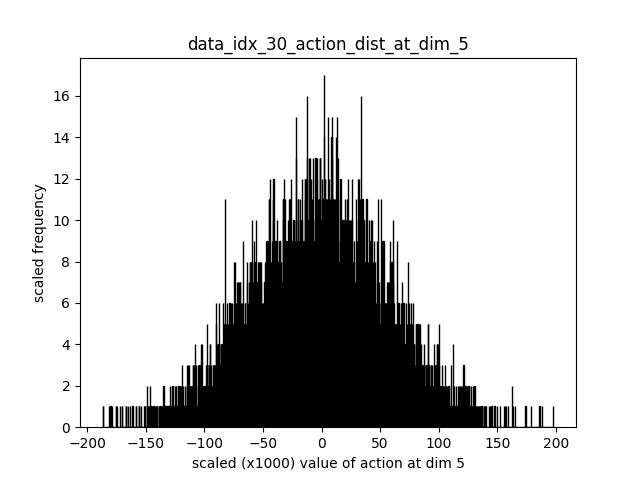 data_idx_30_action_dist_at_dim_5
scaled frequency
16
14
12
10
8
6
4
2
0
−200 −150 −100 −50 0 50 100 150 200
scaled (x1000) value of action at dim 5